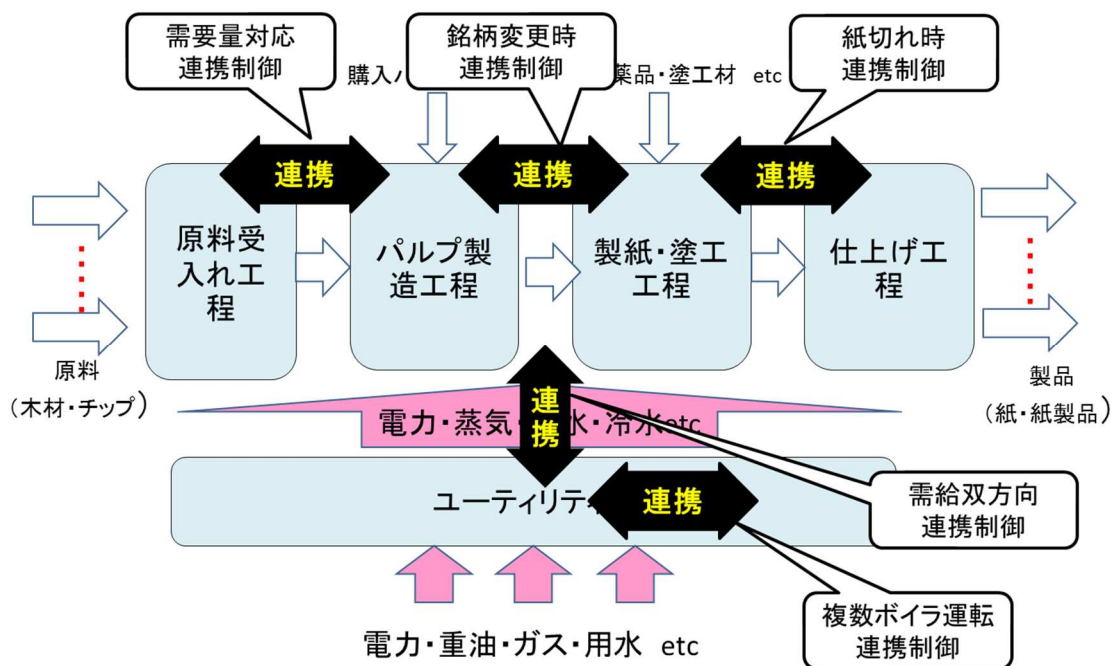 需要量対応
連携制御
銘柄変更時
連携制御
紙切れ時
連携制御
購入
薬品・塗工材 etc
連携
連携
連携
原料受
入れ工
程
パルプ製
造工程
製紙・塗工
工程
仕上げ工
程
原料
(木材・チップ)
製品
(紙・紙製品)
連携
電力・蒸気・水・冷水etc
ユーティリティ
連携
需給双方向
連携制御
複数ボイラ運転
連携制御
電力・重油・ガス・用水 etc